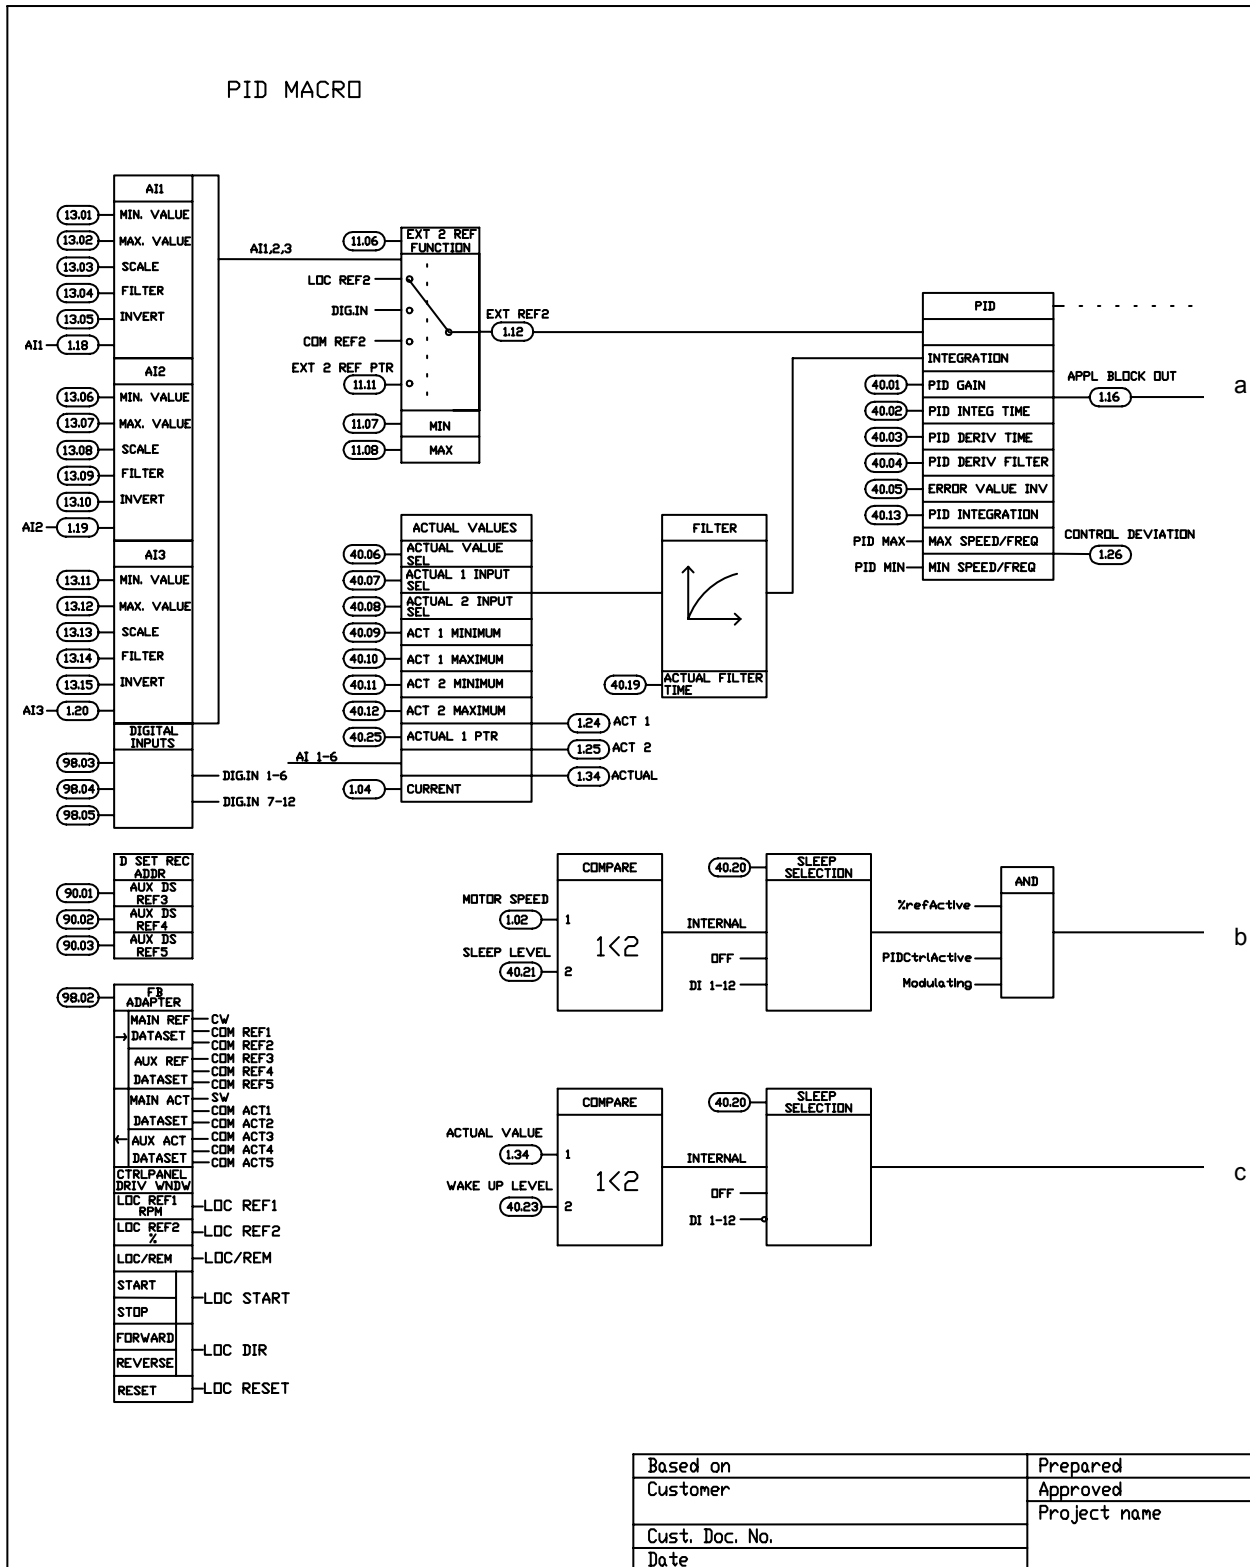 PID MACRO
AI1
13.01 MIN. VALUE
13.02 MAX. VALUE
13.03 SCALE
13.04 FILTER
13.05 INVERT
AI1 1.18
AI2
13.06 MIN. VALUE
13.07 MAX. VALUE
13.08 SCALE
13.09 FILTER
13.10 INVERT
AI2 1.19
AI3
13.11 MIN. VALUE
13.12 MAX. VALUE
13.13 SCALE
13.14 FILTER
13.15 INVERT
AI3 1.20
DIGITAL
INPUTS
98.03
98.04
98.05
DIG.IN 1-6
DIG.IN 7-12
AI1,2,3
11.06 EXT 2 REF
FUNCTION
LOC REF2
DIG.IN
COM REF2
EXT 2 REF PTR
11.11
11.07 MIN
11.08 MAX
EXT REF2
1.12
PID
INTEGRATION
40.01 PID GAIN
40.02 PID INTEG TIME
40.03 PID DERIV TIME
40.04 PID DERIV FILTER
40.05 ERROR VALUE INV
40.13 PID INTEGRATION
PID MAX MAX SPEED/FREQ
PID MIN MIN SPEED/FREQ
APPL BLOCK OUT
1.16
a
CONTROL DEVIATION
1.26
ACTUAL VALUES
40.06 ACTUAL VALUE
SEL
40.07 ACTUAL 1 INPUT
SEL
40.08 ACTUAL 2 INPUT
SEL
40.09 ACT 1 MINIMUM
40.10 ACT 1 MAXIMUM
40.11 ACT 2 MINIMUM
40.12 ACT 2 MAXIMUM
40.25 ACTUAL 1 PTR
AI 1-6
1.04 CURRENT
1.24 ACT 1
1.25 ACT 2
1.34 ACTUAL
FILTER
40.19 ACTUAL FILTER
TIME
D SET REC
ADDR
90.01 AUX DS
REF3
90.02 AUX DS
REF4
90.03 AUX DS
REF5
COMPARE
MOTOR SPEED
1.02 1
1<2
SLEEP LEVEL
40.21 2
40.20 SLEEP
SELECTION
INTERNAL
OFF
DI 1-12
AND
%refActive
PIDCtrlActive
Modulating
b
98.02 FB
ADAPTER
MAIN REF CW
DATASET COM REF1
COM REF2
AUX REF COM REF3
COM REF4
DATASET COM REF5
MAIN ACT SW
COM ACT1
DATASET COM ACT2
AUX ACT COM ACT3
COM ACT4
DATASET COM ACT5
CTRLPANEL
DRIV WNDW
LOC REF1
RPM LOC REF1
LOC REF2
% LOC REF2
LOC/REM LOC/REM
START
LOC START
STOP
FORWARD
LOC DIR
REVERSE
RESET LOC RESET
COMPARE
ACTUAL VALUE
1.34 1
1<2
WAKE UP LEVEL
40.23 2
40.20 SLEEP
SELECTION
INTERNAL
OFF
DI 1-12
c
Based on
Customer
Cust. Doc. No.
Date
Prepared
Approved
Project name